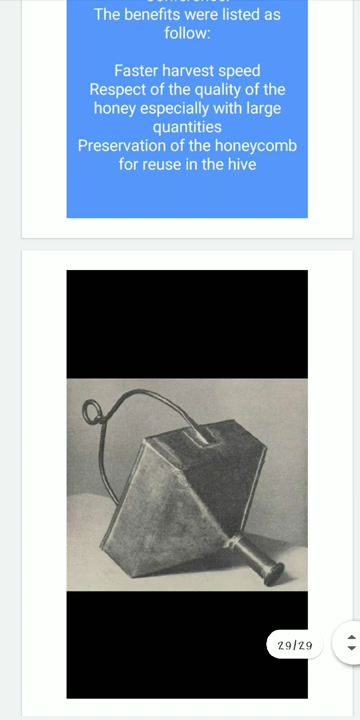 The benefits were listed as
follow:
Faster harvest speed
Respect of the quality of the
honey especially with large
quantities
Preservation of the honeycomb
for reuse in the hive
29/29